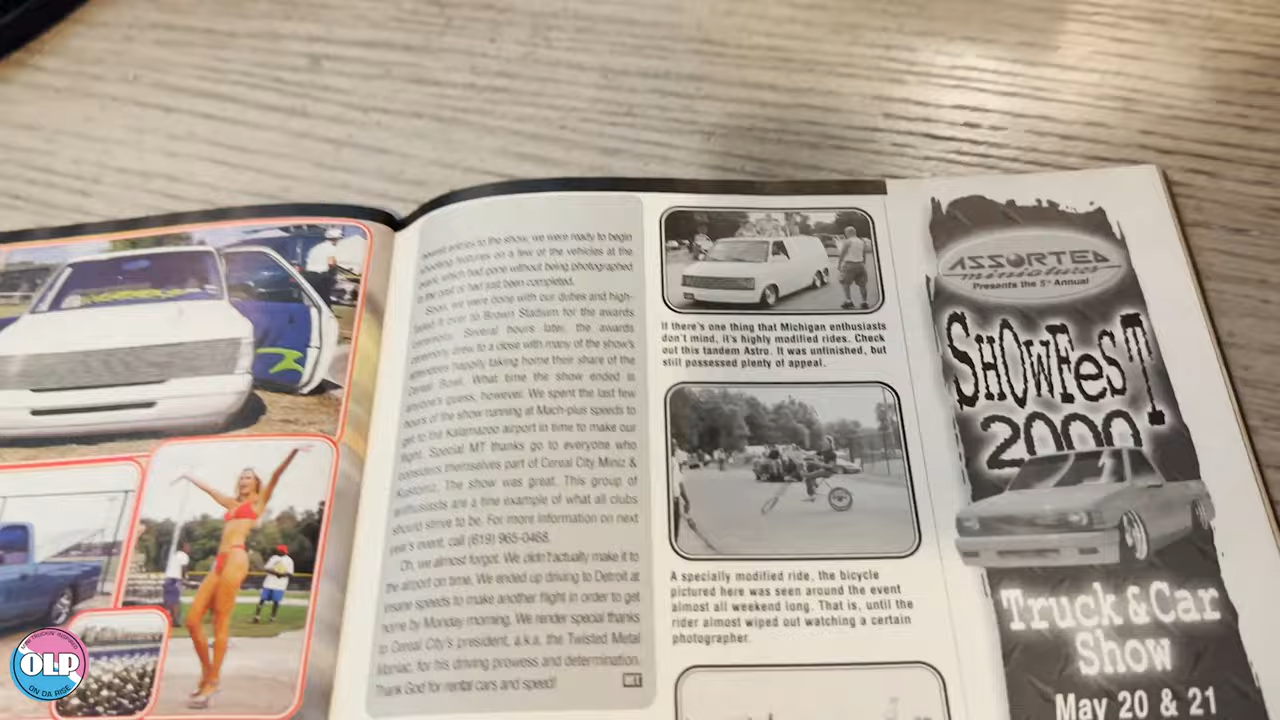 newest entries to the show, we were ready to begin
shooting features on a few of the vehicles at the
park, which had gone without being photographed
in the past or had just been completed.
Soon, we were done with our duties and high-
tailed it over to Brown Stadium for the awards
ceremony. Several hours later, the awards
ceremony drew to a close with many of the show's
attendees happily taking home their share of the
Cereal Bowl. What time the show ended is
anyone's guess, however. We spent the last few
hours of the show running at Mach-plus speeds to
get to the Kalamazoo airport in time to make our
flight. Special MT thanks go to everyone who
considers themselves part of Cereal City Miniz &
Kustomz. The show was great. This group of
enthusiasts are a fine example of what all clubs
should strive to be. For more information on next
year's event, call (619) 965-0468.
Oh, we almost forgot. We didn't actually make it to
the airport on time. We ended up driving to Detroit at
insane speeds to make another flight in order to get
home by Monday morning. We render special thanks
to Cereal City's president, a.k.a. the Twisted Metal
Maniac, for his driving prowess and determination.
Thank God for rental cars and speed!
MT
If there's one thing that Michigan enthusiasts
don't mind, it's highly modified rides. Check
out this tandem Astro. It was unfinished, but
still possessed plenty of appeal.
A specially modified ride, the bicycle
pictured here was seen around the event
almost all weekend long. That is, until the
rider almost wiped out watching a certain
photographer.
ASSORTED
miniatures
Presents the 5th Annual
SHOWFesT
2000
Truck & Car
Show
May 20 & 21
OLP
ON DA RISE